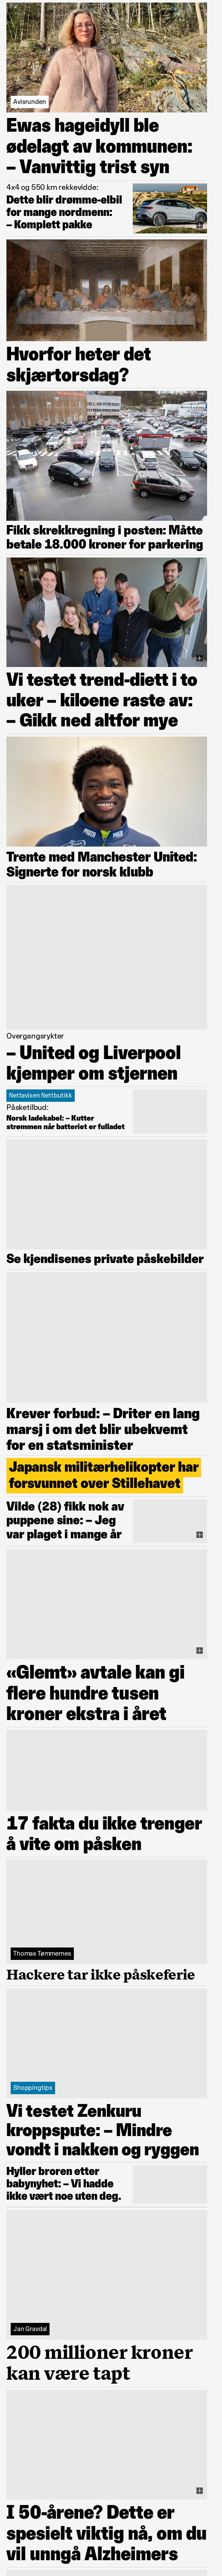 Avisrunden
Ewas hageidyll ble
ødelagt av kommunen:
– Vanvittig trist syn
4x4 og 550 km rekkevidde:
Dette blir drømme-elbil
for mange nordmenn:
– Komplett pakke
Hvorfor heter det
skjærtorsdag?
Fikk skrekkregning i posten: Måtte
betale 18.000 kroner for parkering
Vi testet trend-diett i to
uker – kiloene raste av:
– Gikk ned altfor mye
Trente med Manchester United:
Signerte for norsk klubb
Overgangsrykter
– United og Liverpool
kjemper om stjernen
Nettavisen Nettbutikk
Påsketilbud:
Norsk ladekabel: – Kutter
strømmen når batteriet er fulladet
Se kjendisenes private påskebilder
Krever forbud: – Driter en lang
marsj i om det blir ubekvemt
for en statsminister
Japansk militærhelikopter har
forsvunnet over Stillehavet
Vilde (28) fikk nok av
puppene sine: – Jeg
var plaget i mange år
«Glemt» avtale kan gi
flere hundre tusen
kroner ekstra i året
17 fakta du ikke trenger
å vite om påsken
Thomas Tømmernes
Hackere tar ikke påskeferie
Shoppingtips
Vi testet Zenkuru
kroppspute: – Mindre
vondt i nakken og ryggen
Hyller broren etter
babynyhet: – Vi hadde
ikke vært noe uten deg.
Jan Gravdal
200 millioner kroner
kan være tapt
I 50-årene? Dette er
spesielt viktig nå, om du
vil unngå Alzheimers